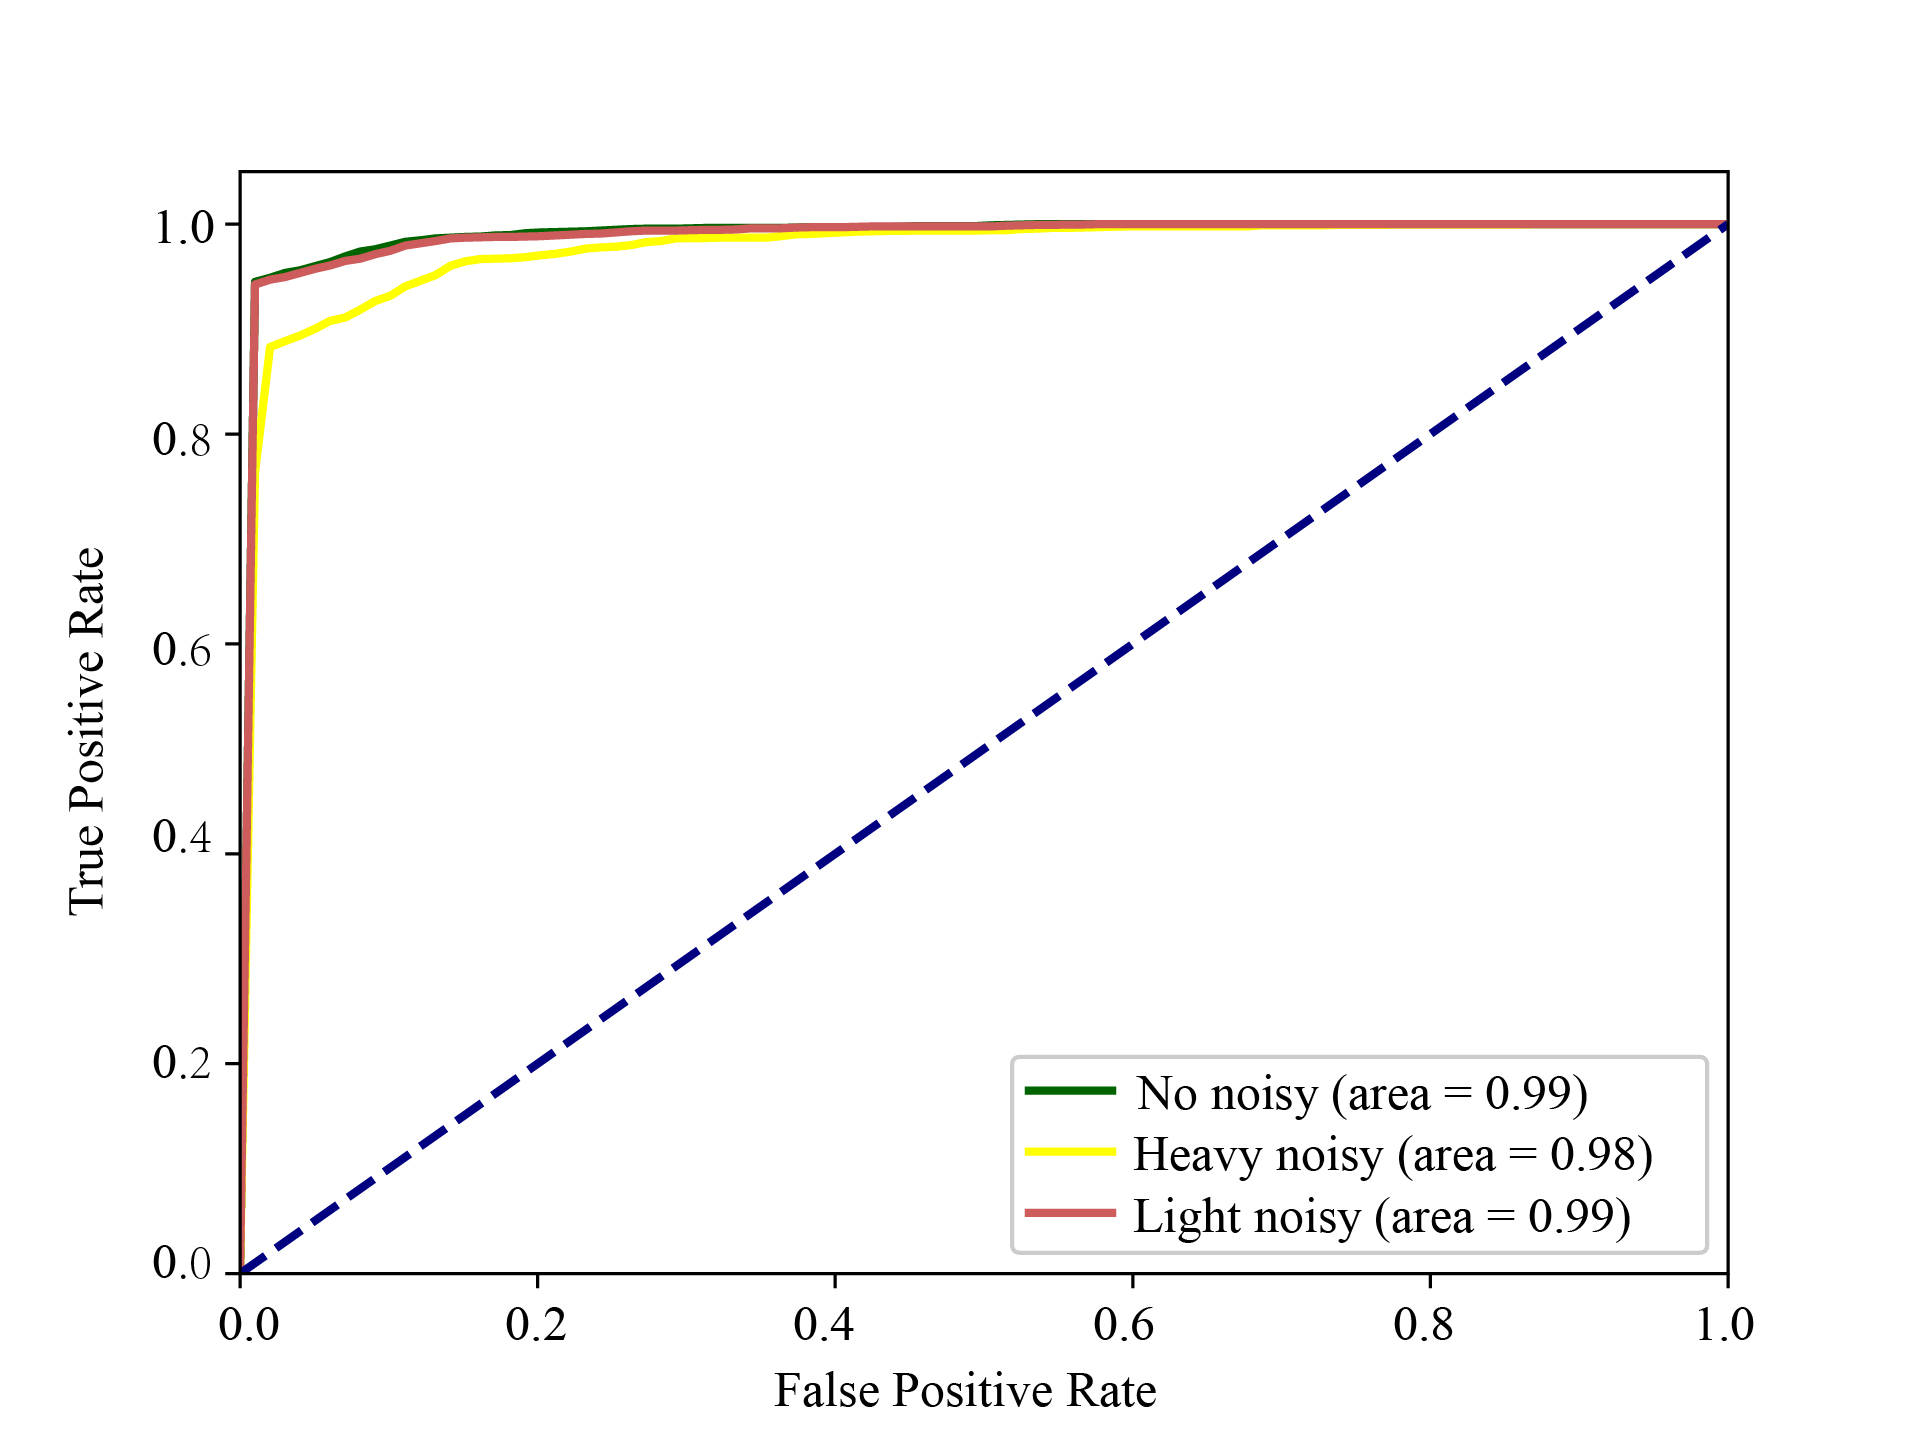 1.0
0.8
0.6
0.4
0.2
0.0
True Positive Rate
No noisy (area = 0.99)
Heavy noisy (area = 0.98)
Light noisy (area = 0.99)
0.0 0.2 0.4 0.6 0.8 1.0
False Positive Rate